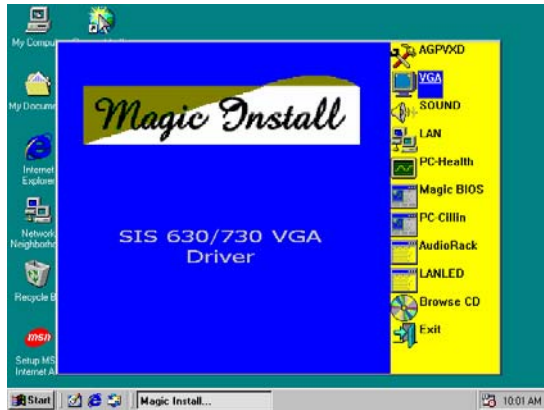 My Compu
My Docume
Internet
Explorer
Network
Neighborho
Recycle B
msn
Setup MS
Internet A
Magic Install
SIS 630/730 VGA
Driver
AGPVXD
VGA
SOUND
LAN
PC-Health
Magic BIOS
PC-Cillin
AudioRack
LANLED
Browse CD
Exit
Start
Magic Install...
10:01 AM